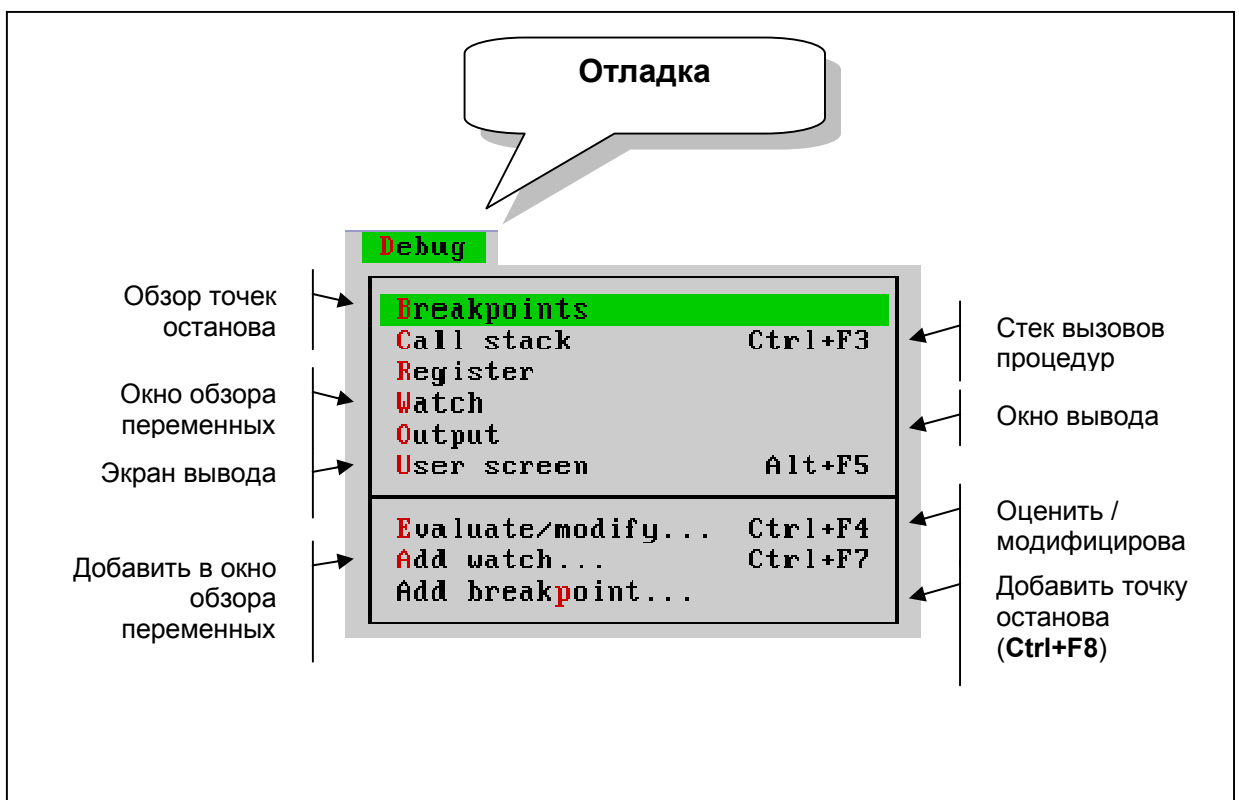 Отладка
Debug
Обзор точек
останова
Окно обзора
переменных
Экран вывода
Добавить в окно
обзора
переменных
Breakpoints
Call stack Ctrl+F3
Register
Watch
Output
User screen Alt+F5
Evaluate/modify... Ctrl+F4
Add watch... Ctrl+F7
Add breakpoint...
Стек вызовов
процедур
Окно вывода
Оценить /
модифицирова
Добавить точку
останова
(Ctrl+F8)